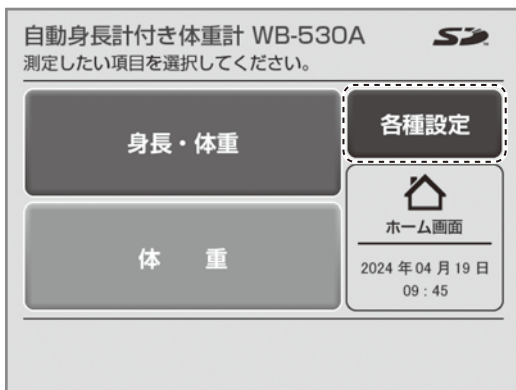 自動身長計付き体重計 WB-530A
SD
測定したい項目を選択してください。
身長・体重
各種設定
体　重
ホーム画面
2024 年 04 月 19 日
09 : 45